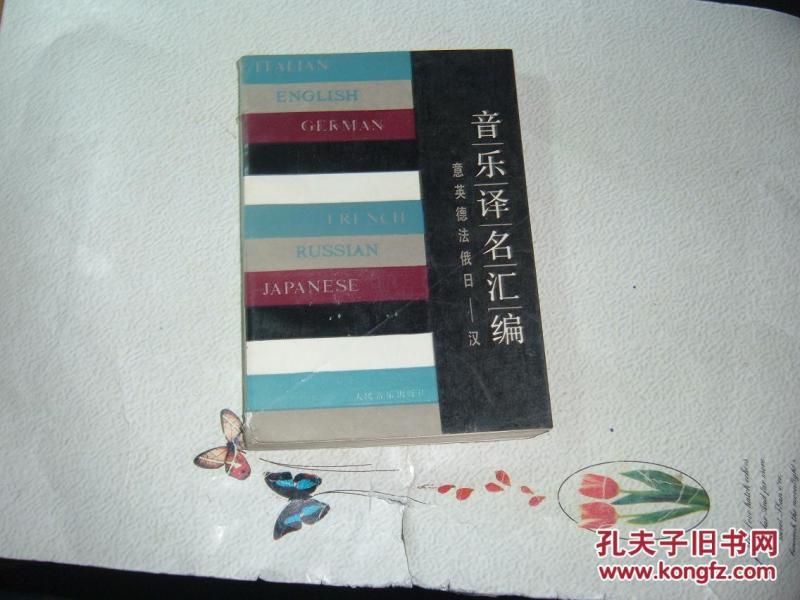 ITALIAN
ENGLISH
GERMAN
FRENCH
RUSSIAN
JAPANESE
人民音乐出版社
音乐译名汇编
意英德法俄日——汉
孔夫子旧书网
www.kongfz.com